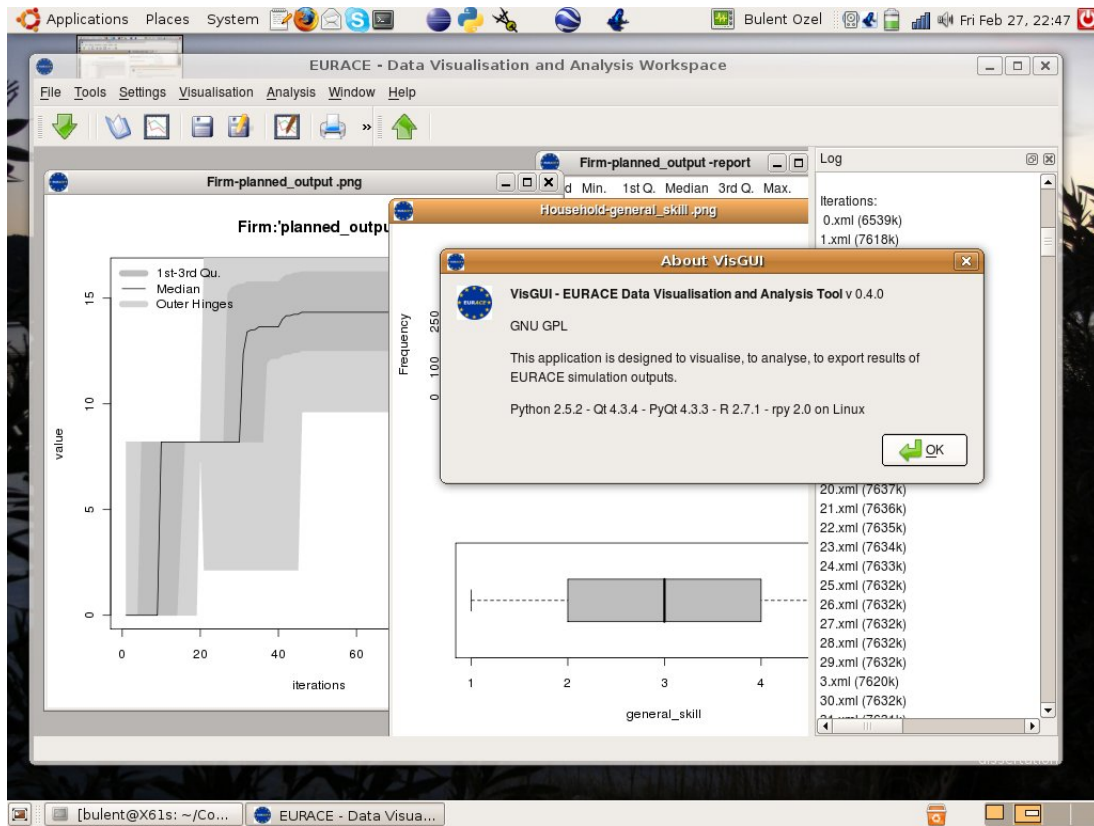 Applications Places System Bulent Ozel Fri Feb 27, 22:47
EURACE - Data Visualisation and Analysis Workspace
File Tools Settings Visualisation Analysis Window Help
»
Firm-planned_output -report
Log
Firm-planned_output .png
d Min. 1st Q. Median 3rd Q. Max.
Household-general_skill .png
Firm:'planned_outpu
1st-3rd Qu.
Median
Outer Hinges
15
10
5
0
value
0 20 40 60
iterations
Frequency
250
100
0
About VisGUI
EURACE
VisGUI - EURACE Data Visualisation and Analysis Tool v 0.4.0
GNU GPL
This application is designed to visualise, to analyse, to export results of
EURACE simulation outputs.
Python 2.5.2 - Qt 4.3.4 - PyQt 4.3.3 - R 2.7.1 - rpy 2.0 on Linux
OK
1 2 3 4
general_skill
Iterations:
0.xml (6539k)
1.xml (7618k)
20.xml (7637k)
21.xml (7636k)
22.xml (7635k)
23.xml (7634k)
24.xml (7633k)
25.xml (7632k)
26.xml (7632k)
27.xml (7632k)
28.xml (7632k)
29.xml (7632k)
3.xml (7620k)
30.xml (7632k)
dissertation
[bulent@X61s: ~/Co... EURACE - Data Visua...